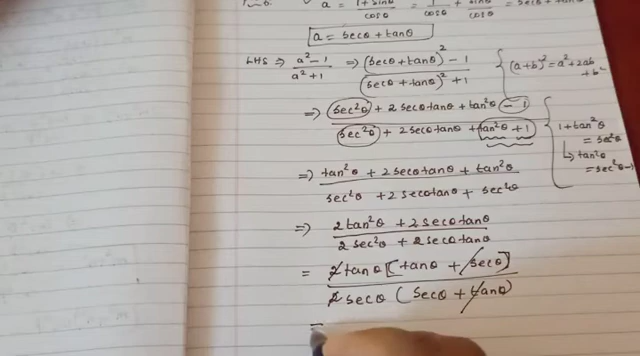 a = 1+sinθ/cosθ = 1/cosθ + sinθ/cosθ = secθ + tanθ
a = secθ + tanθ
LHS ⇒ a²-1/a²+1 ⇒ (secθ+tanθ)² - 1/(secθ+tanθ)² + 1 { (a+b)² = a²+2ab+b²
⇒ sec²θ + 2secθtanθ + tan²θ - 1/sec²θ + 2secθtanθ + tan²θ + 1
1+tan²θ
= sec²θ
↳ tan²θ
= sec²θ-1
⇒ tan²θ + 2secθtanθ + tan²θ/sec²θ + 2secθtanθ + sec²θ
⇒ 2tan²θ + 2secθtanθ/2sec²θ + 2secθtanθ
= 2tanθ[tanθ + secθ]/2secθ(secθ + tanθ)
=